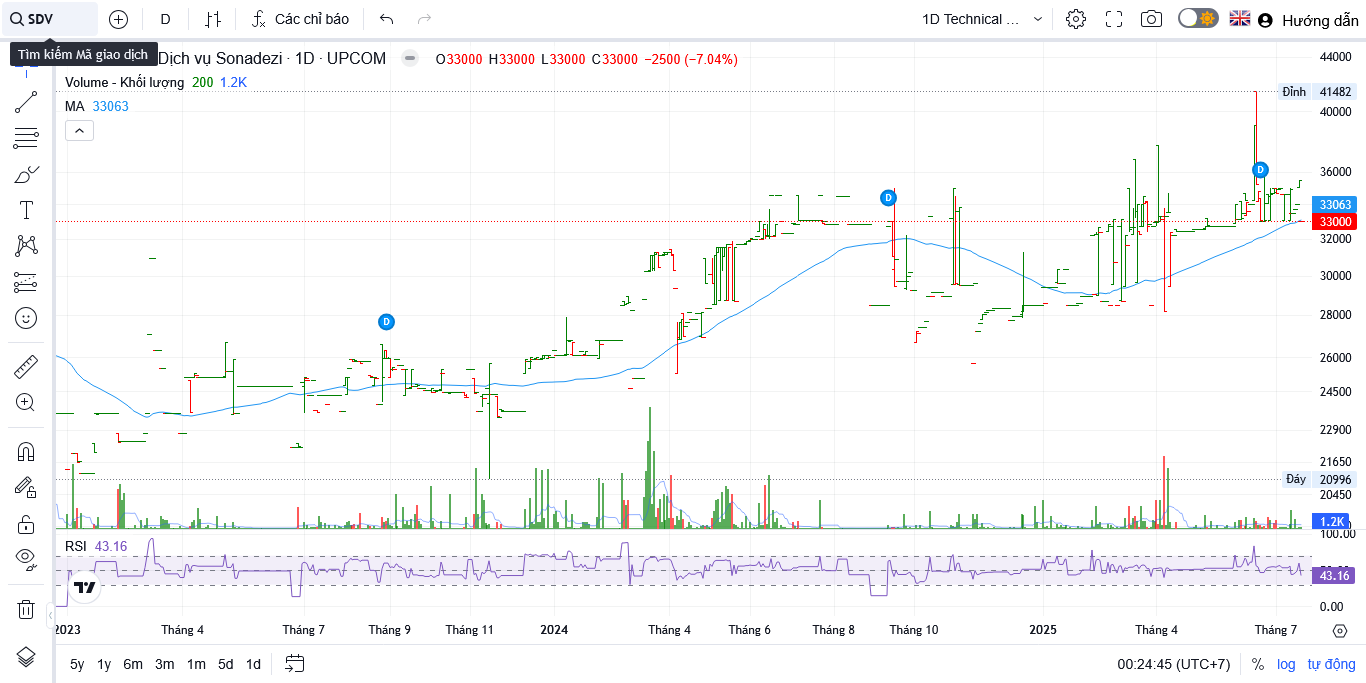 SDV
D
Các chỉ báo
1D Technical ...
Hướng dẫn
Tìm kiếm Mã giao dịch
Dịch vụ Sonadezi · 1D · UPCOM
O33000 H33000 L33000 C33000 −2500 (−7.04%)
Volume - Khối lượng 200 1.2K
MA 33063
44000
Đỉnh 41482
40000
D
36000
D
33063
33000
32000
30000
D
28000
26000
24500
22900
21650
Đáy 20996
20450
1.2K
100.00
RSI 43.16
43.16
0.00
2023 Tháng 4 Tháng 7 Tháng 9 Tháng 11 2024 Tháng 4 Tháng 6 Tháng 8 Tháng 10 2025 Tháng 4 Tháng 7
5y 1y 6m 3m 1m 5d 1d
00:24:45 (UTC+7) % log tự động